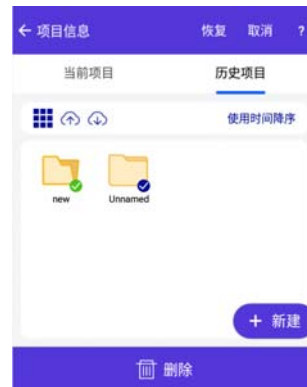 项目信息 恢复 取消 ?
当前项目 历史项目
使用时间降序
new Unnamed
+ 新建
删除